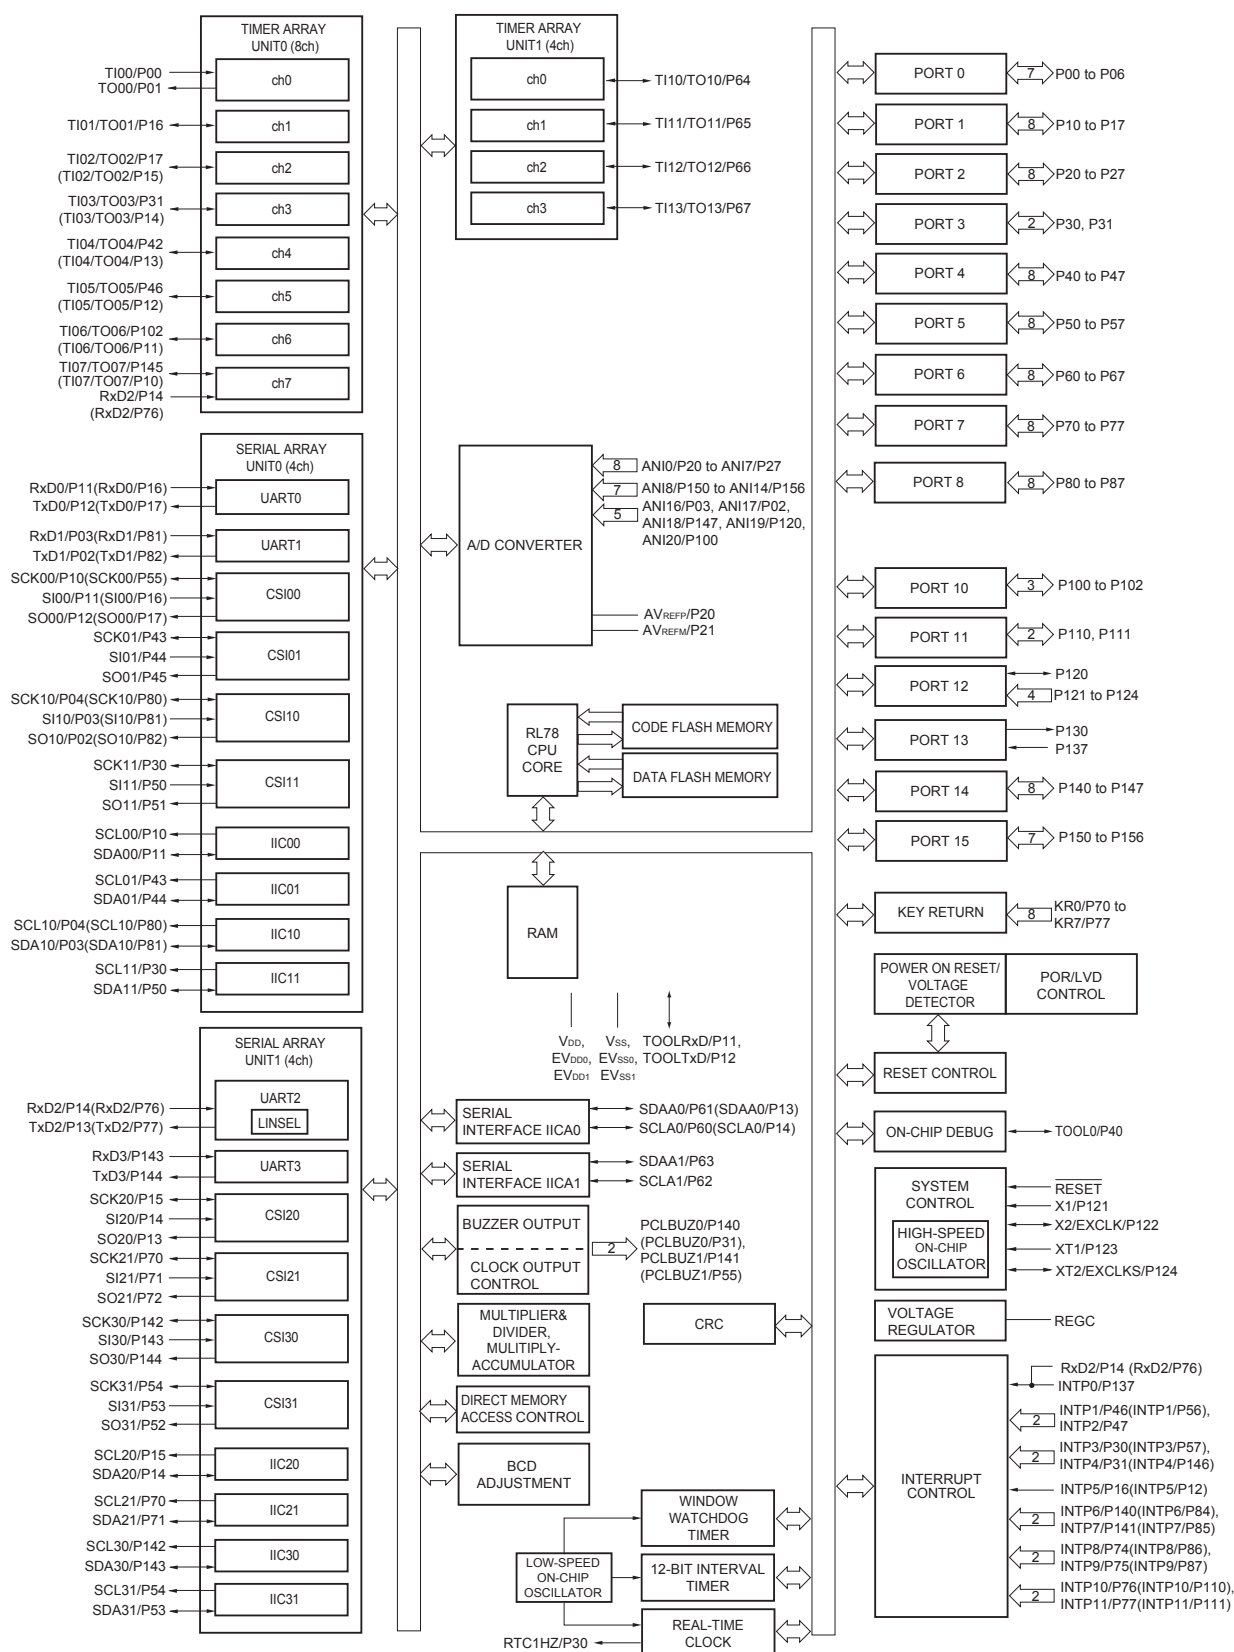 TIMER ARRAY
UNIT0 (8ch)
TI00/P00
TO00/P01
ch0
TI01/TO01/P16
ch1
TI02/TO02/P17
(TI02/TO02/P15)
ch2
TI03/TO03/P31
(TI03/TO03/P14)
ch3
TI04/TO04/P42
(TI04/TO04/P13)
ch4
TI05/TO05/P46
(TI05/TO05/P12)
ch5
TI06/TO06/P102
(TI06/TO06/P11)
ch6
TI07/TO07/P145
(TI07/TO07/P10)
ch7
RxD2/P14
(RxD2/P76)
SERIAL ARRAY
UNIT0 (4ch)
RxD0/P11(RxD0/P16)
TxD0/P12(TxD0/P17)
UART0
RxD1/P03(RxD1/P81)
TxD1/P02(TxD1/P82)
UART1
SCK00/P10(SCK00/P55)
SI00/P11(SI00/P16)
SO00/P12(SO00/P17)
CSI00
SCK01/P43
SI01/P44
SO01/P45
CSI01
SCK10/P04(SCK10/P80)
SI10/P03(SI10/P81)
SO10/P02(SO10/P82)
CSI10
SCK11/P30
SI11/P50
SO11/P51
CSI11
SCL00/P10
SDA00/P11
IIC00
SCL01/P43
SDA01/P44
IIC01
SCL10/P04(SCL10/P80)
SDA10/P03(SDA10/P81)
IIC10
SCL11/P30
SDA11/P50
IIC11
SERIAL ARRAY
UNIT1 (4ch)
RxD2/P14(RxD2/P76)
TxD2/P13(TxD2/P77)
UART2
LINSEL
RxD3/P143
TxD3/P144
UART3
SCK20/P15
SI20/P14
SO20/P13
CSI20
SCK21/P70
SI21/P71
SO21/P72
CSI21
SCK30/P142
SI30/P143
SO30/P144
CSI30
SCK31/P54
SI31/P53
SO31/P52
CSI31
SCL20/P15
SDA20/P14
IIC20
SCL21/P70
SDA21/P71
IIC21
SCL30/P142
SDA30/P143
IIC30
SCL31/P54
SDA31/P53
IIC31
TIMER ARRAY
UNIT1 (4ch)
ch0
TI10/TO10/P64
ch1
TI11/TO11/P65
ch2
TI12/TO12/P66
ch3
TI13/TO13/P67
A/D CONVERTER
8 ANI0/P20 to ANI7/P27
7 ANI8/P150 to ANI14/P156
5 ANI16/P03, ANI17/P02,
ANI18/P147, ANI19/P120,
ANI20/P100
AVREFP/P20
AVREFM/P21
RL78
CPU
CORE
CODE FLASH MEMORY
DATA FLASH MEMORY
RAM
VDD,
EVDD0,
EVDD1
VSS,
EVSS0,
EVSS1
TOOLRxD/P11,
TOOLTxD/P12
SERIAL
INTERFACE IICA0
SDAA0/P61(SDAA0/P13)
SCLA0/P60(SCLA0/P14)
SERIAL
INTERFACE IICA1
SDAA1/P63
SCLA1/P62
BUZZER OUTPUT
CLOCK OUTPUT
CONTROL
2
PCLBUZ0/P140
(PCLBUZ0/P31),
PCLBUZ1/P141
(PCLBUZ1/P55)
MULTIPLIER&
DIVIDER,
MULITIPLY-
ACCUMULATOR
CRC
DIRECT MEMORY
ACCESS CONTROL
BCD
ADJUSTMENT
WINDOW
WATCHDOG
TIMER
LOW-SPEED
ON-CHIP
OSCILLATOR
12-BIT INTERVAL
TIMER
REAL-TIME
CLOCK
RTC1HZ/P30
PORT 0
7 P00 to P06
PORT 1
8 P10 to P17
PORT 2
8 P20 to P27
PORT 3
2 P30, P31
PORT 4
8 P40 to P47
PORT 5
8 P50 to P57
PORT 6
8 P60 to P67
PORT 7
8 P70 to P77
PORT 8
8 P80 to P87
PORT 10
3 P100 to P102
PORT 11
2 P110, P111
PORT 12
P120
4 P121 to P124
PORT 13
P130
P137
PORT 14
8 P140 to P147
PORT 15
7 P150 to P156
KEY RETURN
8
KR0/P70 to
KR7/P77
POWER ON RESET/
VOLTAGE
DETECTOR
POR/LVD
CONTROL
RESET CONTROL
ON-CHIP DEBUG
TOOL0/P40
SYSTEM
CONTROL
HIGH-SPEED
ON-CHIP
OSCILLATOR
RESET
X1/P121
X2/EXCLK/P122
XT1/P123
XT2/EXCLKS/P124
VOLTAGE
REGULATOR
REGC
INTERRUPT
CONTROL
RxD2/P14 (RxD2/P76)
INTP0/P137
2
INTP1/P46(INTP1/P56),
INTP2/P47
2
INTP3/P30(INTP3/P57),
INTP4/P31(INTP4/P146)
INTP5/P16(INTP5/P12)
2
INTP6/P140(INTP6/P84),
INTP7/P141(INTP7/P85)
2
INTP8/P74(INTP8/P86),
INTP9/P75(INTP9/P87)
2
INTP10/P76(INTP10/P110),
INTP11/P77(INTP11/P111)